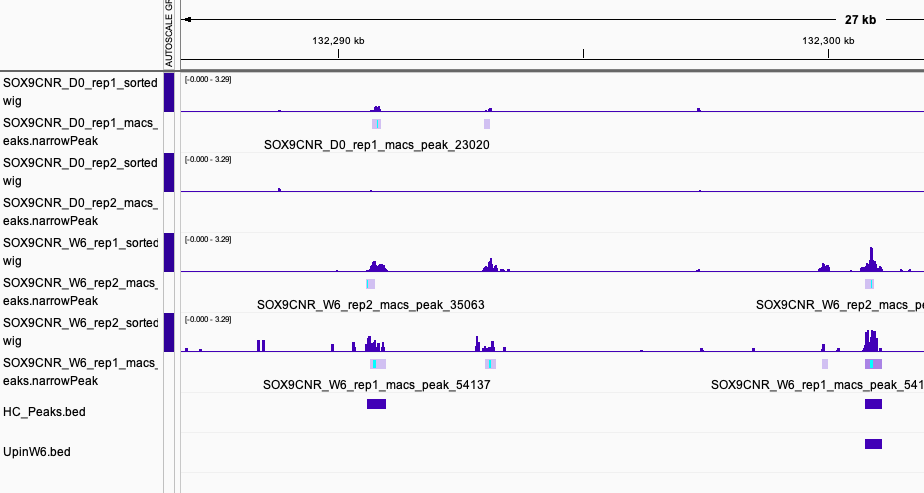 27 kb
AUTOSCALE GR
132,290 kb
132,300 kb
SOX9CNR_D0_rep1_sorted
wig
[-0.000 - 3.29]
SOX9CNR_D0_rep1_macs_
eaks.narrowPeak
SOX9CNR_D0_rep1_macs_peak_23020
SOX9CNR_D0_rep2_sorted
wig
[-0.000 - 3.29]
SOX9CNR_D0_rep2_macs_
eaks.narrowPeak
SOX9CNR_W6_rep1_sorted
wig
[-0.000 - 3.29]
SOX9CNR_W6_rep2_macs_
eaks.narrowPeak
SOX9CNR_W6_rep2_macs_peak_35063
SOX9CNR_W6_rep2_macs_pe
SOX9CNR_W6_rep2_sorted
wig
[-0.000 - 3.29]
SOX9CNR_W6_rep1_macs_
eaks.narrowPeak
SOX9CNR_W6_rep1_macs_peak_54137
SOX9CNR_W6_rep1_macs_peak_541
HC_Peaks.bed
UpinW6.bed